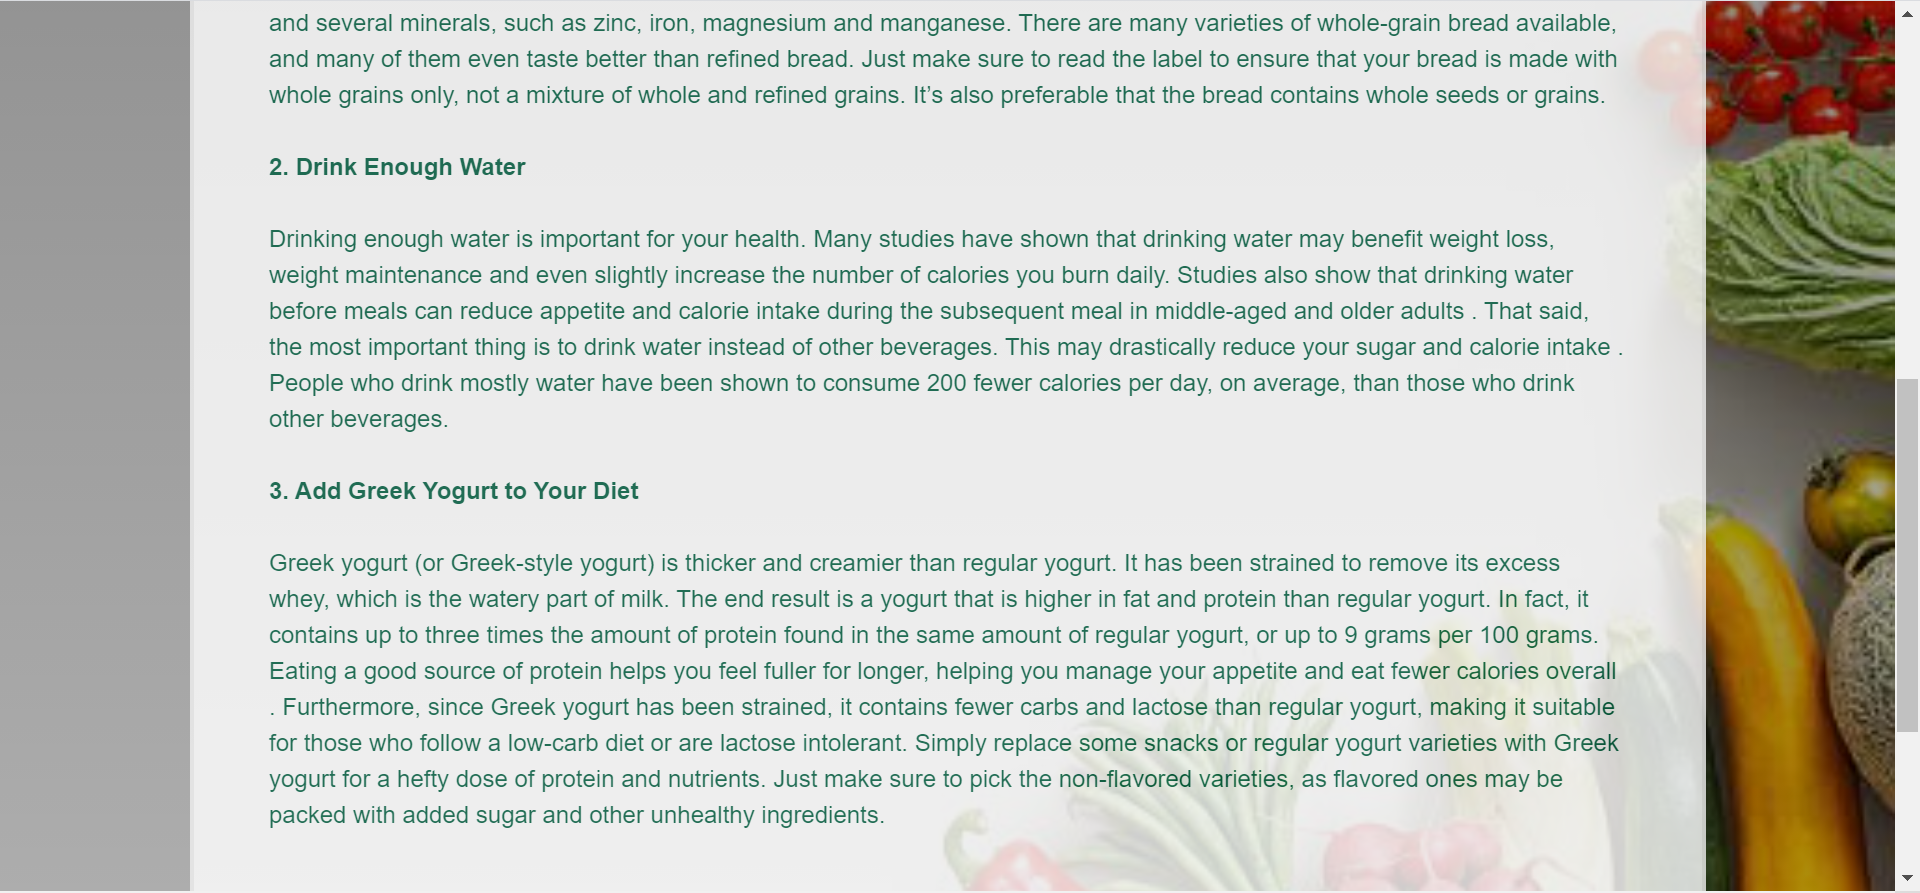 and several minerals, such as zinc, iron, magnesium and manganese. There are many varieties of whole-grain bread available,
and many of them even taste better than refined bread. Just make sure to read the label to ensure that your bread is made with
whole grains only, not a mixture of whole and refined grains. It’s also preferable that the bread contains whole seeds or grains.
2. Drink Enough Water
Drinking enough water is important for your health. Many studies have shown that drinking water may benefit weight loss,
weight maintenance and even slightly increase the number of calories you burn daily. Studies also show that drinking water
before meals can reduce appetite and calorie intake during the subsequent meal in middle-aged and older adults . That said,
the most important thing is to drink water instead of other beverages. This may drastically reduce your sugar and calorie intake .
People who drink mostly water have been shown to consume 200 fewer calories per day, on average, than those who drink
other beverages.
3. Add Greek Yogurt to Your Diet
Greek yogurt (or Greek-style yogurt) is thicker and creamier than regular yogurt. It has been strained to remove its excess
whey, which is the watery part of milk. The end result is a yogurt that is higher in fat and protein than regular yogurt. In fact, it
contains up to three times the amount of protein found in the same amount of regular yogurt, or up to 9 grams per 100 grams.
Eating a good source of protein helps you feel fuller for longer, helping you manage your appetite and eat fewer calories overall
. Furthermore, since Greek yogurt has been strained, it contains fewer carbs and lactose than regular yogurt, making it suitable
for those who follow a low-carb diet or are lactose intolerant. Simply replace some snacks or regular yogurt varieties with Greek
yogurt for a hefty dose of protein and nutrients. Just make sure to pick the non-flavored varieties, as flavored ones may be
packed with added sugar and other unhealthy ingredients.